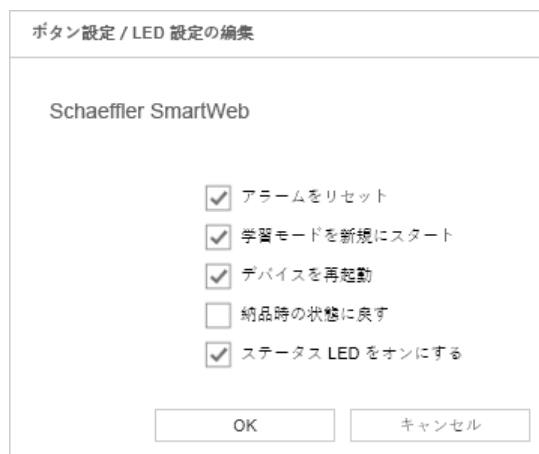 ボタン設定 / LED 設定の編集
Schaeffler SmartWeb
アラームをリセット
学習モードを新規にスタート
デバイスを再起動
納品時の状態に戻す
ステータス LED をオンにする
OK
キャンセル